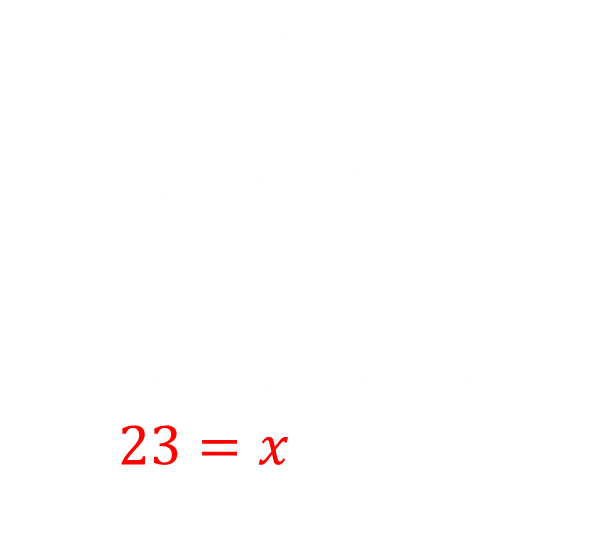 23 = x